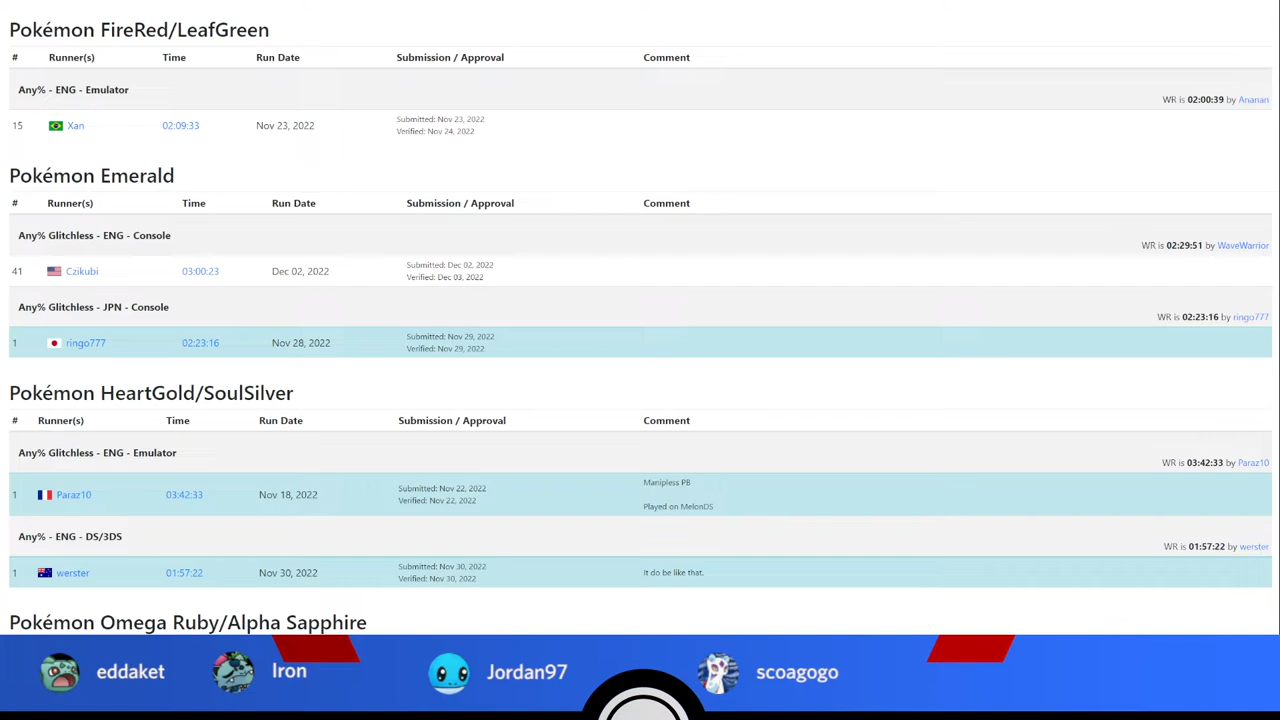 Pokémon FireRed/LeafGreen
# Runner(s) Time Run Date Submission / Approval Comment
Any% - ENG - Emulator
WR is 02:00:39 by Ananan
15 Xan 02:09:33 Nov 23, 2022 Submitted: Nov 23, 2022
Verified: Nov 24, 2022
Pokémon Emerald
# Runner(s) Time Run Date Submission / Approval Comment
Any% Glitchless - ENG - Console
WR is 02:29:51 by WaveWarrior
41 Czikubi 03:00:23 Dec 02, 2022 Submitted: Dec 02, 2022
Verified: Dec 03, 2022
Any% Glitchless - JPN - Console
WR is 02:23:16 by ringo777
1 ringo777 02:23:16 Nov 28, 2022 Submitted: Nov 29, 2022
Verified: Nov 29, 2022
Pokémon HeartGold/SoulSilver
# Runner(s) Time Run Date Submission / Approval Comment
Any% Glitchless - ENG - Emulator
WR is 03:42:33 by Paraz10
1 Paraz10 03:42:33 Nov 18, 2022 Submitted: Nov 22, 2022
Verified: Nov 22, 2022
Manipless PB
Played on MelonDS
Any% - ENG - DS/3DS
WR is 01:57:22 by werster
1 werster 01:57:22 Nov 30, 2022 Submitted: Nov 30, 2022
Verified: Nov 30, 2022
It do be like that.
Pokémon Omega Ruby/Alpha Sapphire
eddaket Iron Jordan97 scoagogo